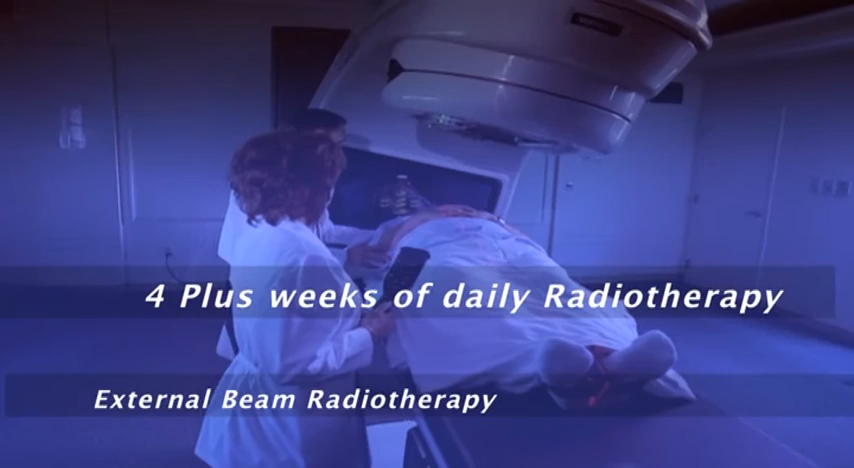 4 Plus weeks of daily Radiotherapy
External Beam Radiotherapy